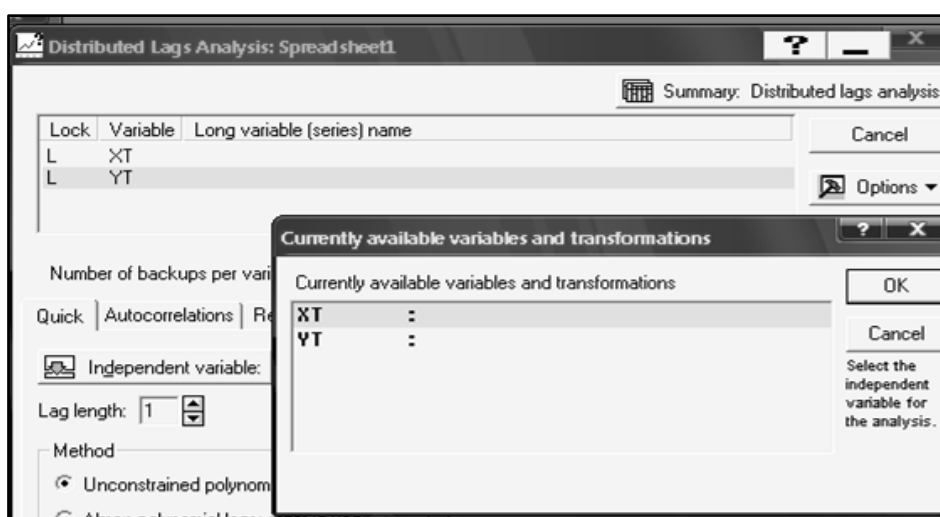 Distributed Lags Analysis: Spreadsheet1
Summary: Distributed lags analysis
Lock Variable Long variable (series) name
L XT
L YT
Cancel
Options
Number of backups per vari
Quick Autocorrelations Re
Independent variable:
Lag length: 1
Method
Unconstrained polynom
Currently available variables and transformations
Currently available variables and transformations
XT :
YT :
OK
Cancel
Select the
independent
variable for
the analysis.